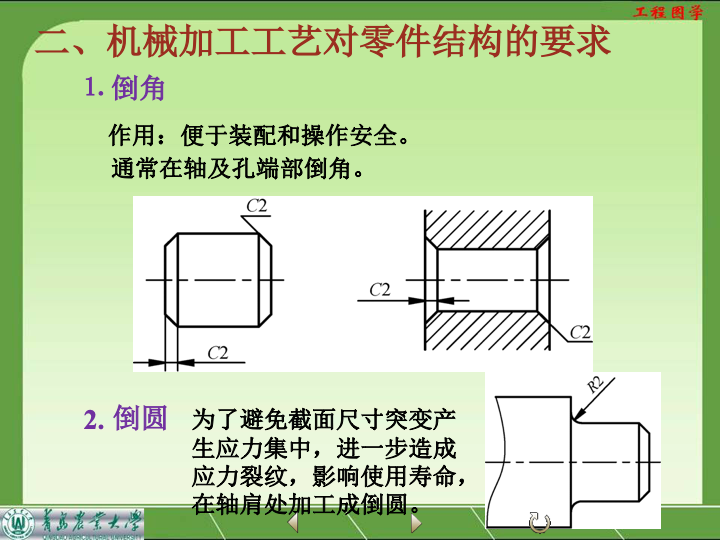 工程图学
二、机械加工工艺对零件结构的要求
1. 倒角
作用：便于装配和操作安全。
通常在轴及孔端部倒角。
C2
C2
C2
C2
2. 倒圆
为了避免截面尺寸突变产
生应力集中，进一步造成
应力裂纹，影响使用寿命，
在轴肩处加工成倒圆。
R2
青岛农业大学